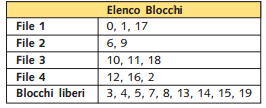 Elenco Blocchi
File 1 0, 1, 17
File 2 6, 9
File 3 10, 11, 18
File 4 12, 16, 2
Blocchi liberi 3, 4, 5, 7, 8, 13, 14, 15, 19